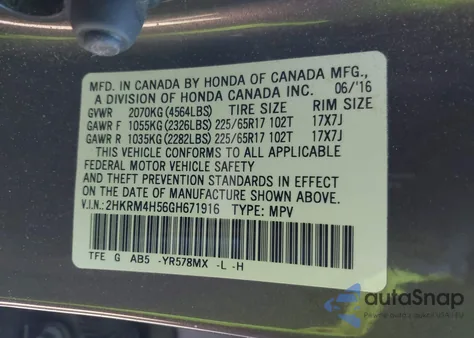 MFD. IN CANADA BY HONDA OF CANADA MFG.,
A DIVISION OF HONDA CANADA INC. 06/'16
GVWR 2070KG (4564LBS) TIRE SIZE RIM SIZE
GAWR F 1055KG (2326LBS) 225/65R17 102T 17X7J
GAWR R 1035KG (2282LBS) 225/65R17 102T 17X7J
THIS VEHICLE CONFORMS TO ALL APPLICABLE
FEDERAL MOTOR VEHICLE SAFETY
AND THEFT PREVENTION STANDARDS IN EFFECT
ON THE DATE OF MANUFACTURE SHOWN ABOVE.
V.I.N.: 2HKRM4H56GH671916 TYPE: MPV
TFE G AB5 -YR578MX -L -H
autoSnap